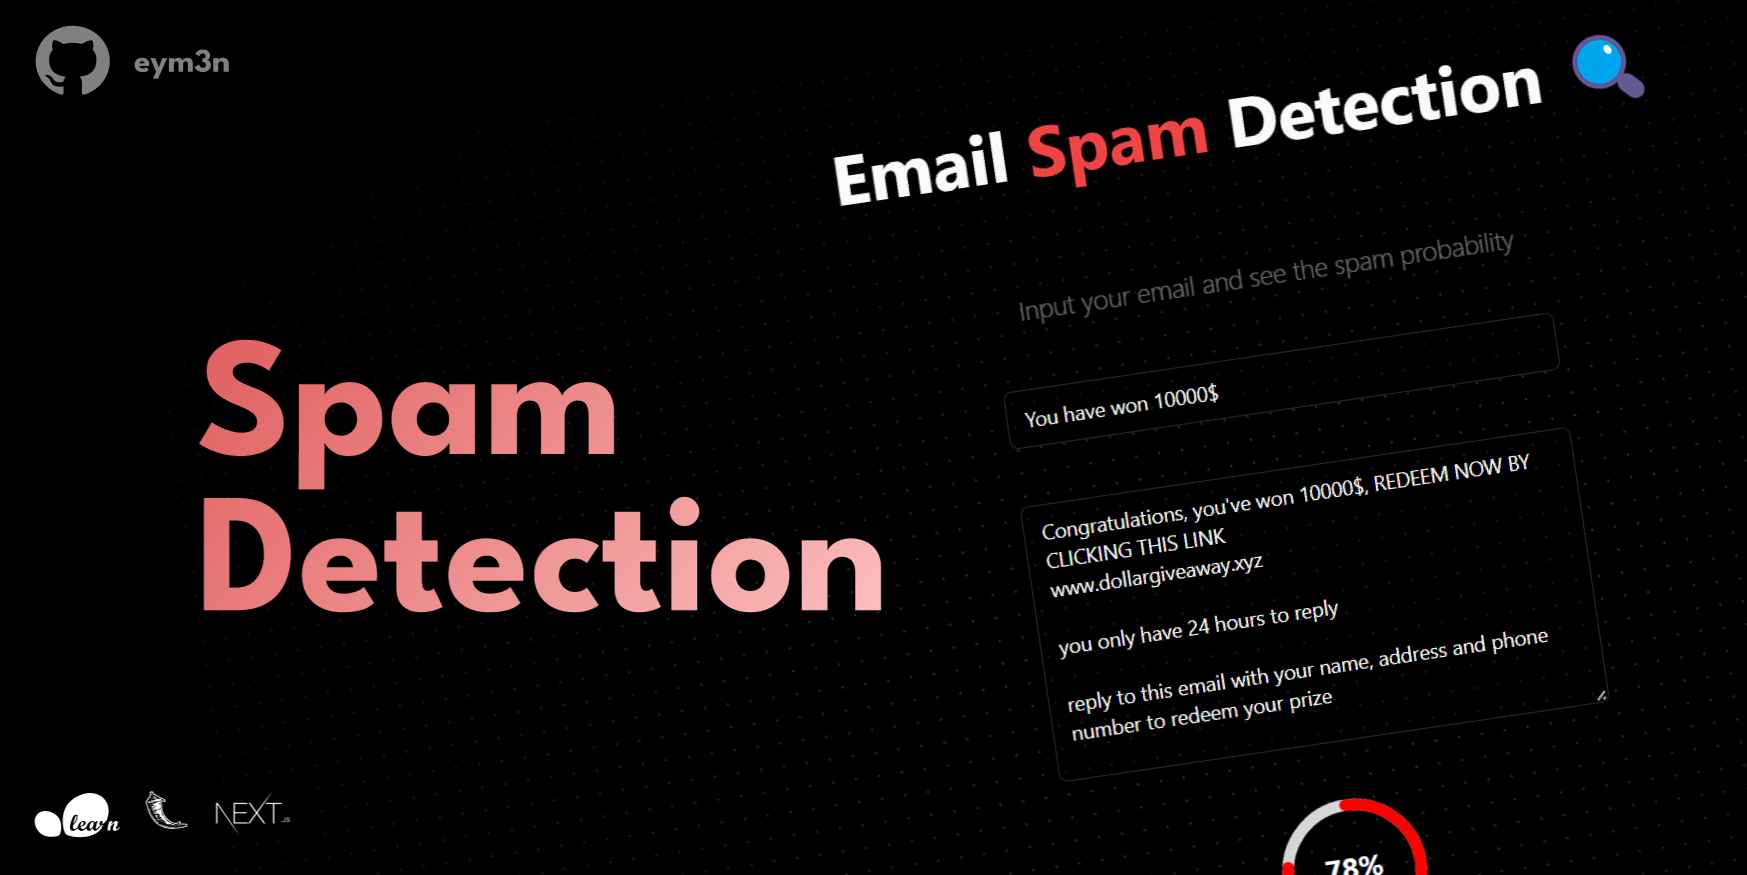 eym3n
Email Spam Detection
Input your email and see the spam probability
You have won 10000$
Congratulations, you've won 10000$, REDEEM NOW BY
CLICKING THIS LINK
www.dollargiveaway.xyz
you only have 24 hours to reply
reply to this email with your name, address and phone
number to redeem your prize
78%
Spam
Detection
learn
NEXT.JS